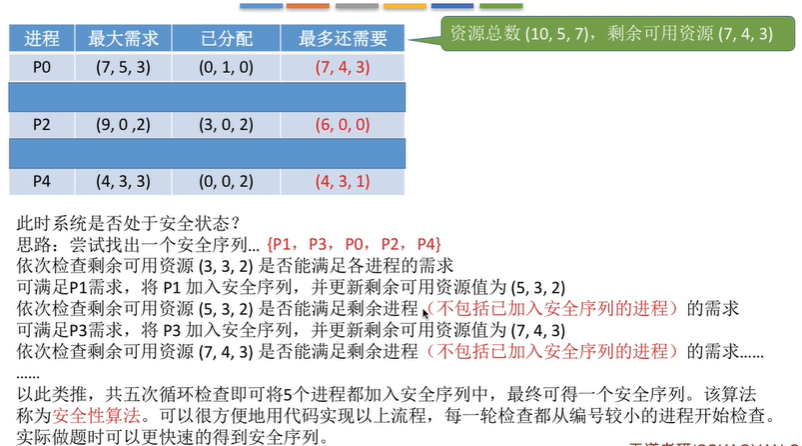 进程 最大需求 已分配 最多还需要
资源总数 (10, 5, 7)，剩余可用资源 (7, 4, 3)
P0 (7, 5, 3) (0, 1, 0) (7, 4, 3)
P2 (9, 0 ,2) (3, 0, 2) (6, 0, 0)
P4 (4, 3, 3) (0, 0, 2) (4, 3, 1)
此时系统是否处于安全状态？
思路：尝试找出一个安全序列... {P1，P3，P0，P2，P4}
依次检查剩余可用资源 (3, 3, 2) 是否能满足各进程的需求
可满足P1需求，将 P1 加入安全序列，并更新剩余可用资源值为 (5, 3, 2)
依次检查剩余可用资源 (5, 3, 2) 是否能满足剩余进程（不包括已加入安全序列的进程）的需求
可满足P3需求，将 P3 加入安全序列，并更新剩余可用资源值为 (7, 4, 3)
依次检查剩余可用资源 (7, 4, 3) 是否能满足剩余进程（不包括已加入安全序列的进程）的需求......
......
以此类推，共五次循环检查即可将5个进程都加入安全序列中，最终可得一个安全序列。该算法
称为安全性算法。可以很方便地用代码实现以上流程，每一轮检查都从编号较小的进程开始检查。
实际做题时可以更快速的得到安全序列。